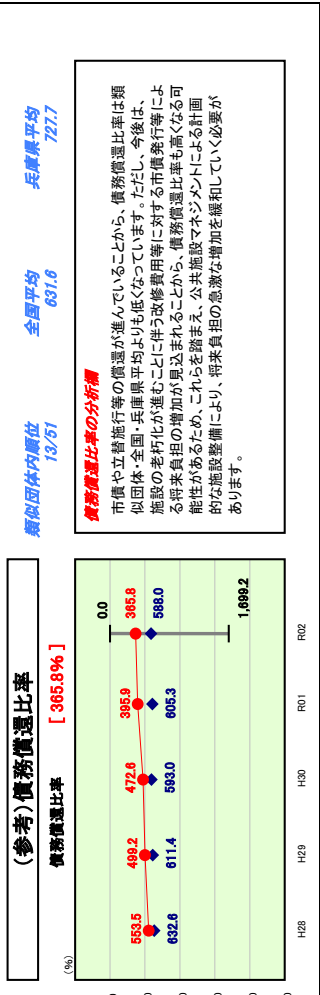 (参考)債務償還比率
債務償還比率
[ 365.8% ]
(%)
553.5
499.2
472.6
395.9
365.8
632.6
611.4
593.0
605.3
588.0
0.0
1,699.2
H28
H29
H30
R01
R02
類似団体内順位
13/51
全国平均
631.6
兵庫県平均
727.7
債務償還比率の分析欄
市債や立替施行等の償還が進んでいることから、債務償還比率は類
似団体・全国・兵庫県平均よりも低くなっています。ただし、今後は、
施設の老朽化が進むことに伴う改修費用等に対する市債発行等によ
る将来負担の増加が見込まれることから、債務償還比率も高くなる可
能性があるため、これらを踏まえ、公共施設マネジメントによる計画
的な施設整備により、将来負担の急激な増加を緩和していく必要が
あります。